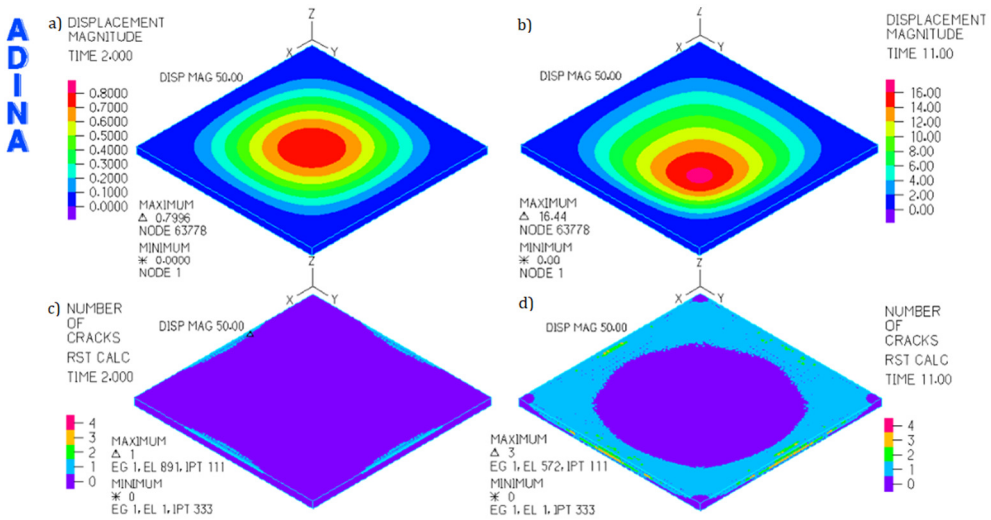 ADINA
a)
DISPLACEMENT
MAGNITUDE
TIME 2.000
0.8000
0.7000
0.6000
0.5000
0.4000
0.3000
0.2000
0.1000
0.0000
Z
X Y
DISP MAG 50.00
MAXIMUM
Δ 0.7996
NODE 63778
MINIMUM
* 0.0000
NODE 1
b)
Z
X Y
DISP MAG 50.00
DISPLACEMENT
MAGNITUDE
TIME 11.00
16.00
14.00
12.00
10.00
8.00
6.00
4.00
2.00
0.00
MAXIMUM
Δ 16.44
NODE 63778
MINIMUM
* 0.00
NODE 1
c)
NUMBER
OF
CRACKS
RST CALC
TIME 2.000
4
3
2
1
0
Z
X Y
DISP MAG 50.00
MAXIMUM
Δ 1
EG 1, EL 891, IPT 111
MINIMUM
* 0
EG 1, EL 1, IPT 333
d)
X Y
DISP MAG 50.00
NUMBER
OF
CRACKS
RST CALC
TIME 11.00
4
3
2
1
0
MAXIMUM
Δ 3
EG 1, EL 572, IPT 111
MINIMUM
* 0
EG 1, EL 1, IPT 333